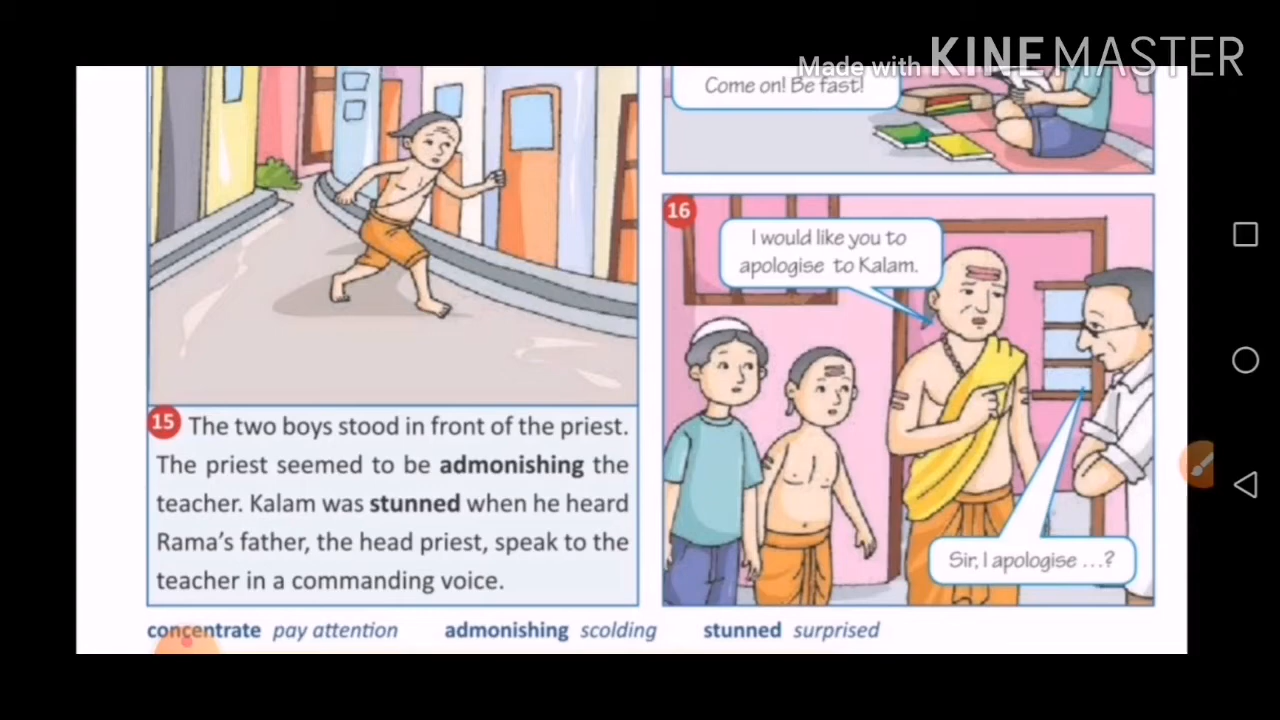 Made with KINEMASTER
Come on! Be fast!
15 The two boys stood in front of the priest.
The priest seemed to be admonishing the
teacher. Kalam was stunned when he heard
Rama's father, the head priest, speak to the
teacher in a commanding voice.
16
I would like you to
apologise to Kalam.
Sir, I apologise ...?
concentrate pay attention admonishing scolding stunned surprised